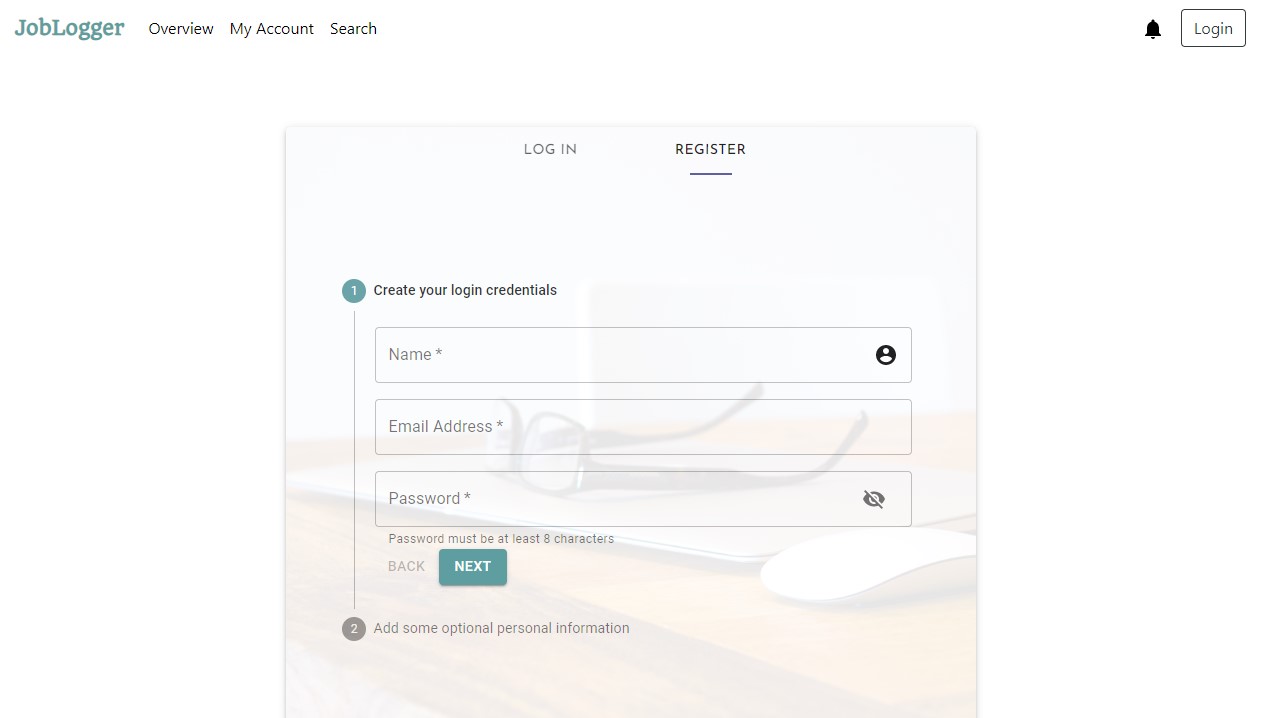 JobLogger Overview My Account Search Login
LOG IN REGISTER
1 Create your login credentials
Name *
Email Address *
Password *
Password must be at least 8 characters
BACK NEXT
2 Add some optional personal information